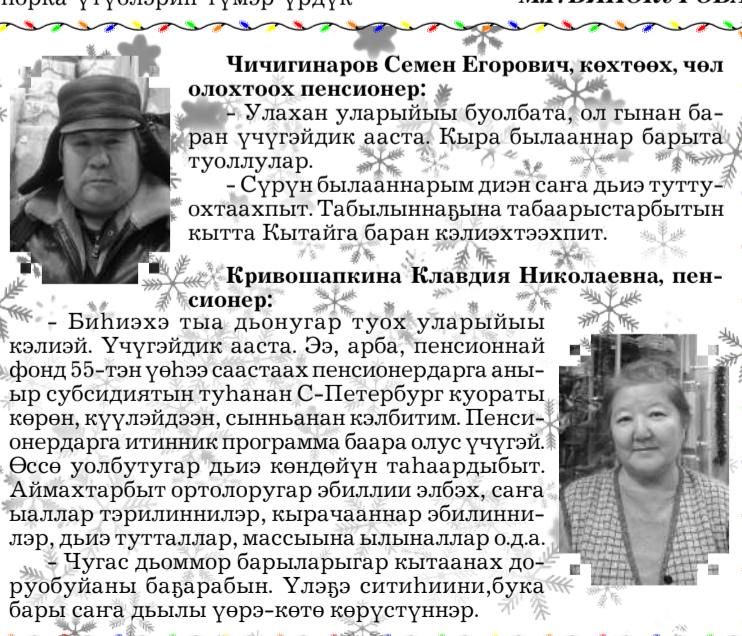 порка үтүөлэрин түмэр үрдүк
Чичигинаров Семен Егорович, көхтөөх, чөл
олохтоох пенсионер:
- Улахан уларыйыы буолбата, ол гынан ба-
ран үчүгэйдик ааста. Кыра былааннар барыта
туоллулар.
- Сүрүн былааннарым диэн саҥа дьиэ тутту-
охтаахпыт. Табылыннаҕына табаарыстарбытын
кытта Кытайга баран кэлиэхтээхпит.
Кривошапкина Клавдия Николаевна, пен-
сионер:
- Биһиэхэ тыа дьонугар туох уларыйыы
кэлиэй. Үчүгэйдик ааста. Ээ, арба, пенсионнай
фонд 55-тэн үөһээ саастаах пенсионердарга аны-
ыр субсидиятын туһанан С-Петербург куораты
көрөн, күүлэйдээн, сынньанан кэлбитим. Пенси-
онердарга итинник программа баара олус үчүгэй.
Өссө уолбутугар дьиэ көндөйүн таһаардыбыт.
Аймахтарбыт ортолоругар эбиллии элбэх, саҥа
ыаллар тэрилиннилэр, кырачааннар эбилинни-
лэр, дьиэ тутталлар, массыына ылыналлар о.д.а.
- Чугас дьоммор барыларыгар кытаанах до-
руобуйаны баҕарабын. Үлэҕэ ситиһиини,бука
бары саҥа дьылы үөрэ-көтө көрүстүннэр.